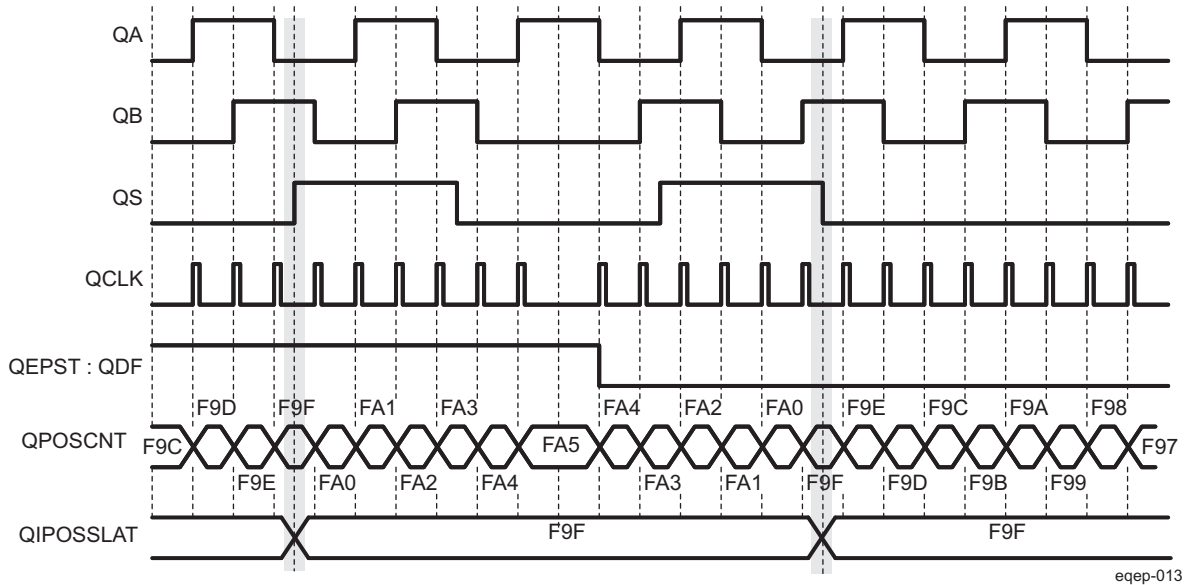 QA
QB
QS
QCLK
QEPST : QDF
F9D F9F FA1 FA3 FA4 FA2 FA0 F9E F9C F9A F98
QPOSCNT F9C FA5 F97
F9E FA0 FA2 FA4 FA3 FA1 F9F F9D F9B F99
QIPOSSLAT F9F F9F
eqep-013